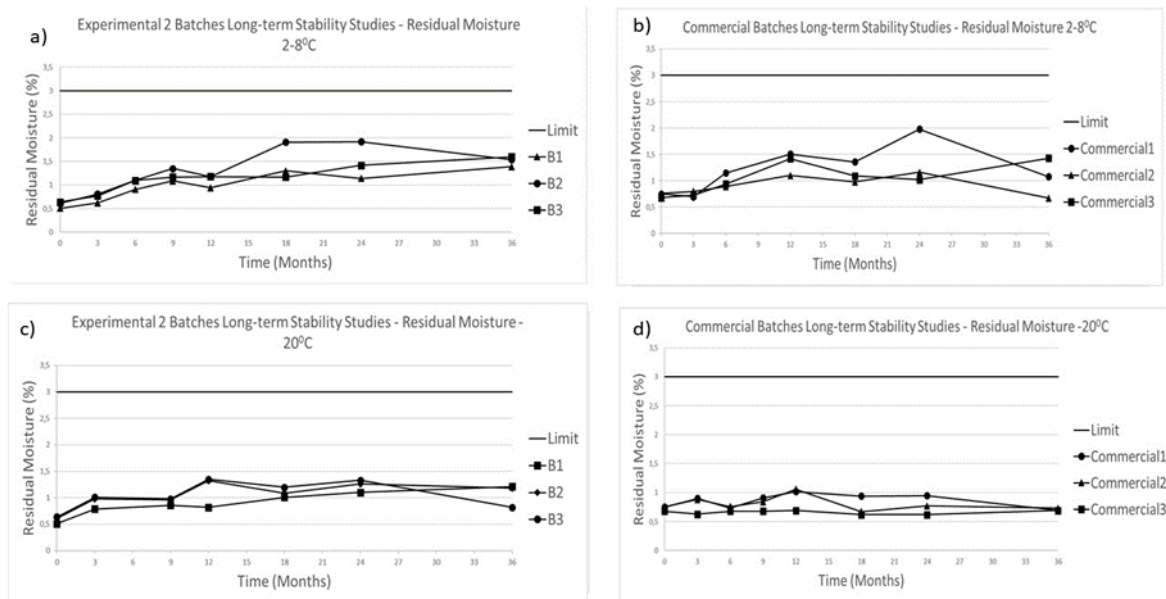 a)
Experimental 2 Batches Long-term Stability Studies - Residual Moisture
2-8⁰C
Residual Moisture (%)
3,5
3
2,5
2
1,5
1
0,5
0
0 3 6 9 12 15 18 21 24 27 30 33 36
Time (Months)
Limit
B1
B2
B3
b)
Commercial Batches Long-term Stability Studies - Residual Moisture 2-8⁰C
Residual Moisture (%)
3,5
3
2,5
2
1,5
1
0,5
0
0 3 6 9 12 15 18 21 24 27 30 33 36
Time (Months)
Limit
Commercial1
Commercial2
Commercial3
c)
Experimental 2 Batches Long-term Stability Studies - Residual Moisture -
20⁰C
Residual Moisture (%)
3,5
3
2,5
2
1,5
1
0,5
0
0 3 6 9 12 15 18 21 24 27 30 33 36
Time (Months)
Limit
B1
B2
B3
d)
Commercial Batches Long-term Stability Studies - Residual Moisture -20⁰C
Residual Moisture (%)
3,5
3
2,5
2
1,5
1
0,5
0
0 3 6 9 12 15 18 21 24 27 30 33 36
Time (Months)
Limit
Commercial1
Commercial2
Commercial3